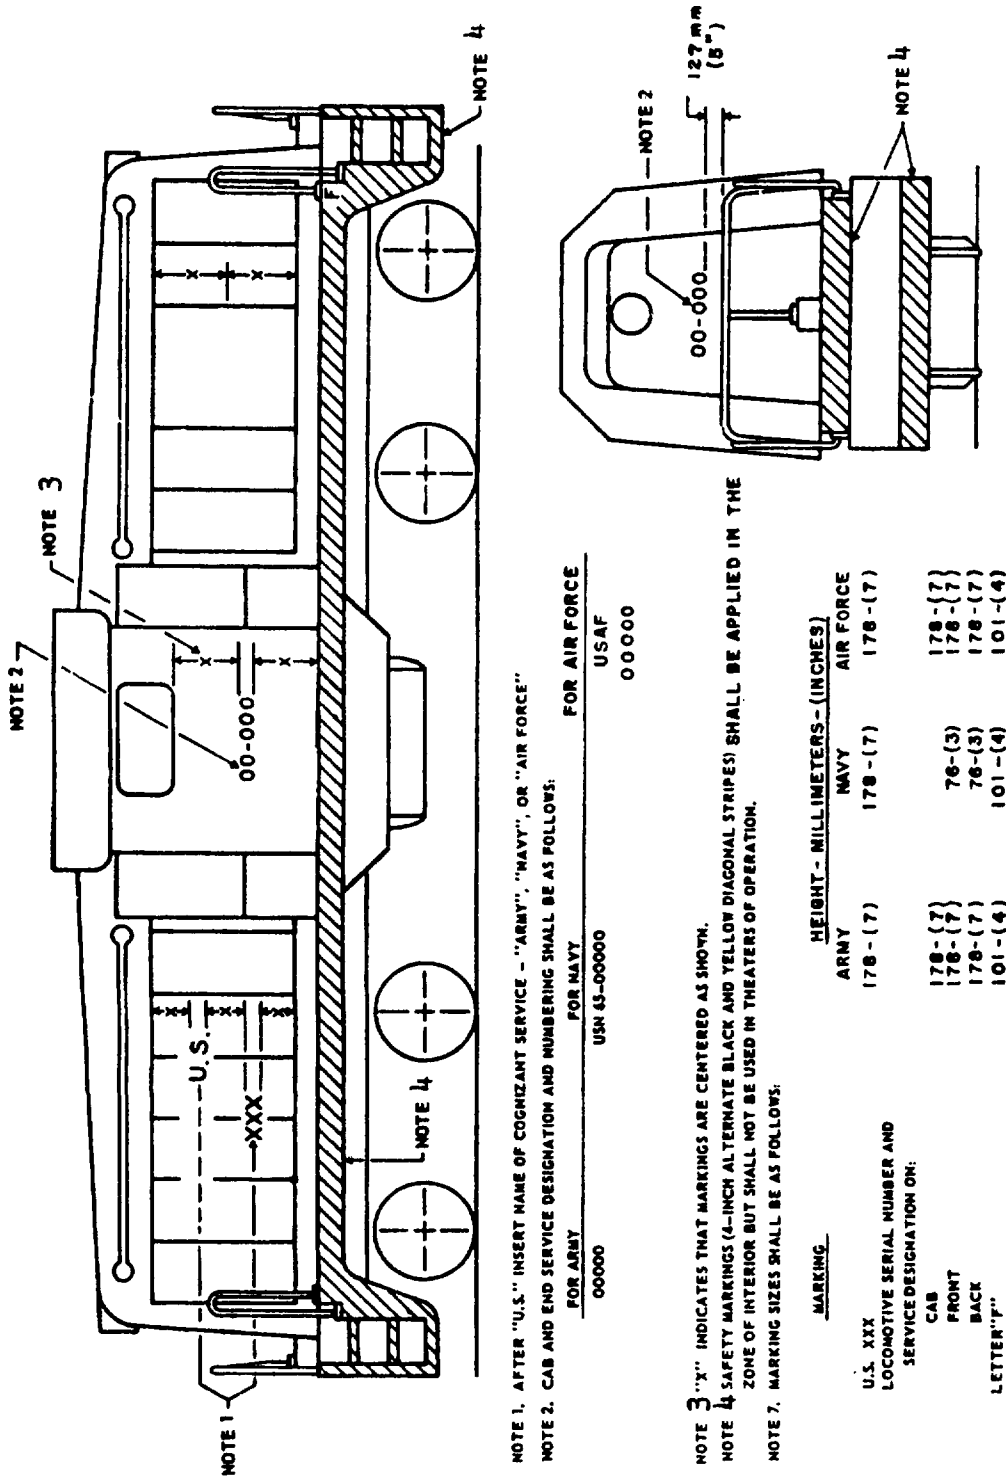 NOTE 2
NOTE 3
NOTE 1
U.S.
XXX
X
X
X
00-000
X
X
X
X
F
NOTE 4
NOTE 4
NOTE 1. AFTER "U.S." INSERT NAME OF COGNIZANT SERVICE - "ARMY", "NAVY", OR "AIR FORCE"
NOTE 2. CAB AND END SERVICE DESIGNATION AND NUMBERING SHALL BE AS FOLLOWS:
FOR ARMY FOR NAVY FOR AIR FORCE
00000 USN 65-00000 USAF
00000
NOTE 3 "X" INDICATES THAT MARKINGS ARE CENTERED AS SHOWN.
NOTE 4 SAFETY MARKINGS (4-INCH ALTERNATE BLACK AND YELLOW DIAGONAL STRIPES) SHALL BE APPLIED IN THE
ZONE OF INTERIOR BUT SHALL NOT BE USED IN THEATERS OF OPERATION.
NOTE 7. MARKING SIZES SHALL BE AS FOLLOWS:
HEIGHT - MILLIMETERS - (INCHES)
MARKING ARMY NAVY AIR FORCE
U.S. XXX 178-(7) 178-(7) 178-(7)
LOCOMOTIVE SERIAL NUMBER AND
SERVICE DESIGNATION ON:
CAB 178-(7) 178-(7)
FRONT 178-(7) 76-(3) 178-(7)
BACK 178-(7) 76-(3) 178-(7)
LETTER "F" 101-(4) 101-(4) 101-(4)
00-000
NOTE 2
127 mm
(5")
NOTE 4